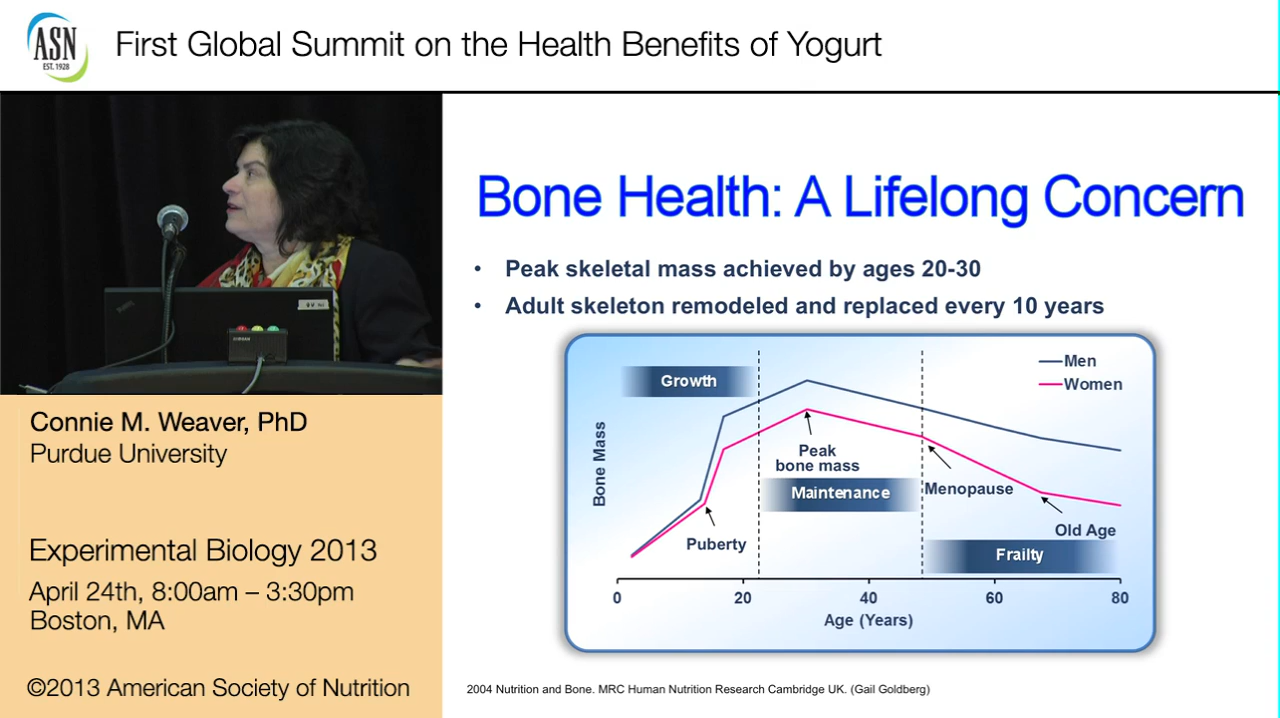 ASN
EST. 1928
First Global Summit on the Health Benefits of Yogurt
Bone Health: A Lifelong Concern
• Peak skeletal mass achieved by ages 20-30
• Adult skeleton remodeled and replaced every 10 years
Growth
Men
Women
Bone Mass
Peak
bone mass
Maintenance
Menopause
Puberty
Old Age
Frailty
0 20 40 60 80
Age (Years)
2004 Nutrition and Bone. MRC Human Nutrition Research Cambridge UK. (Gail Goldberg)
Connie M. Weaver, PhD
Purdue University
Experimental Biology 2013
April 24th, 8:00am – 3:30pm
Boston, MA
©2013 American Society of Nutrition